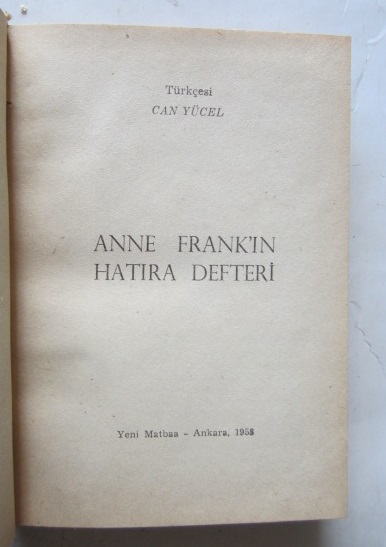 Türkçesi
CAN YÜCEL
ANNE FRANK'IN
HATIRA DEFTERİ
Yeni Matbaa - Ankara, 1958